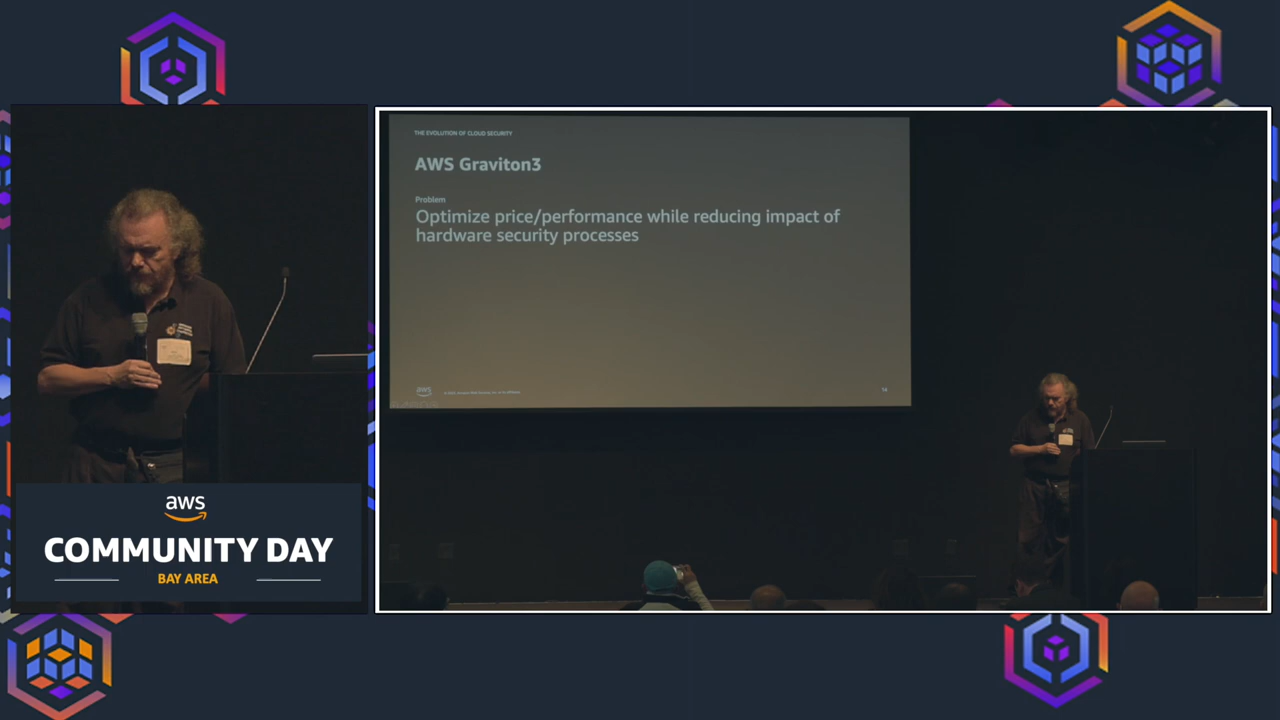 THE EVOLUTION OF CLOUD SECURITY
AWS Graviton3
Problem
Optimize price/performance while reducing impact of
hardware security processes
aws
aws
COMMUNITY DAY
BAY AREA